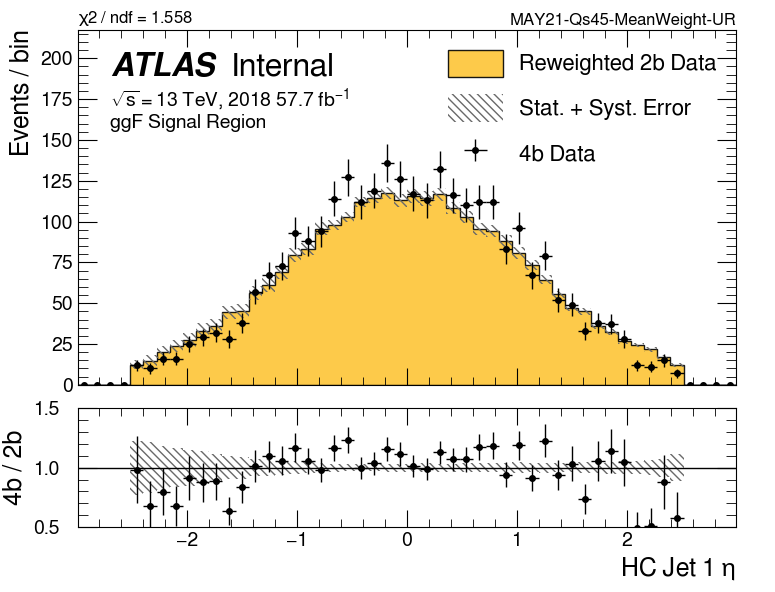 χ2 / ndf = 1.558
MAY21-Qs45-MeanWeight-UR
ATLAS Internal
√s = 13 TeV, 2018 57.7 fb⁻¹
ggF Signal Region
Reweighted 2b Data
Stat. + Syst. Error
4b Data
Events / bin
200
175
150
125
100
75
50
25
0
4b / 2b
1.5
1.0
0.5
−2 −1 0 1 2
HC Jet 1 η